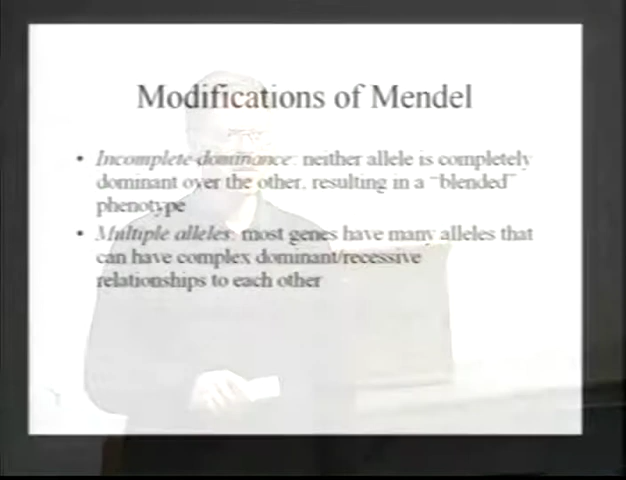 Modifications of Mendel
• Incomplete dominance: neither allele is completely
dominant over the other, resulting in a "blended"
phenotype
• Multiple alleles: most genes have many alleles that
can have complex dominant/recessive
relationships to each other